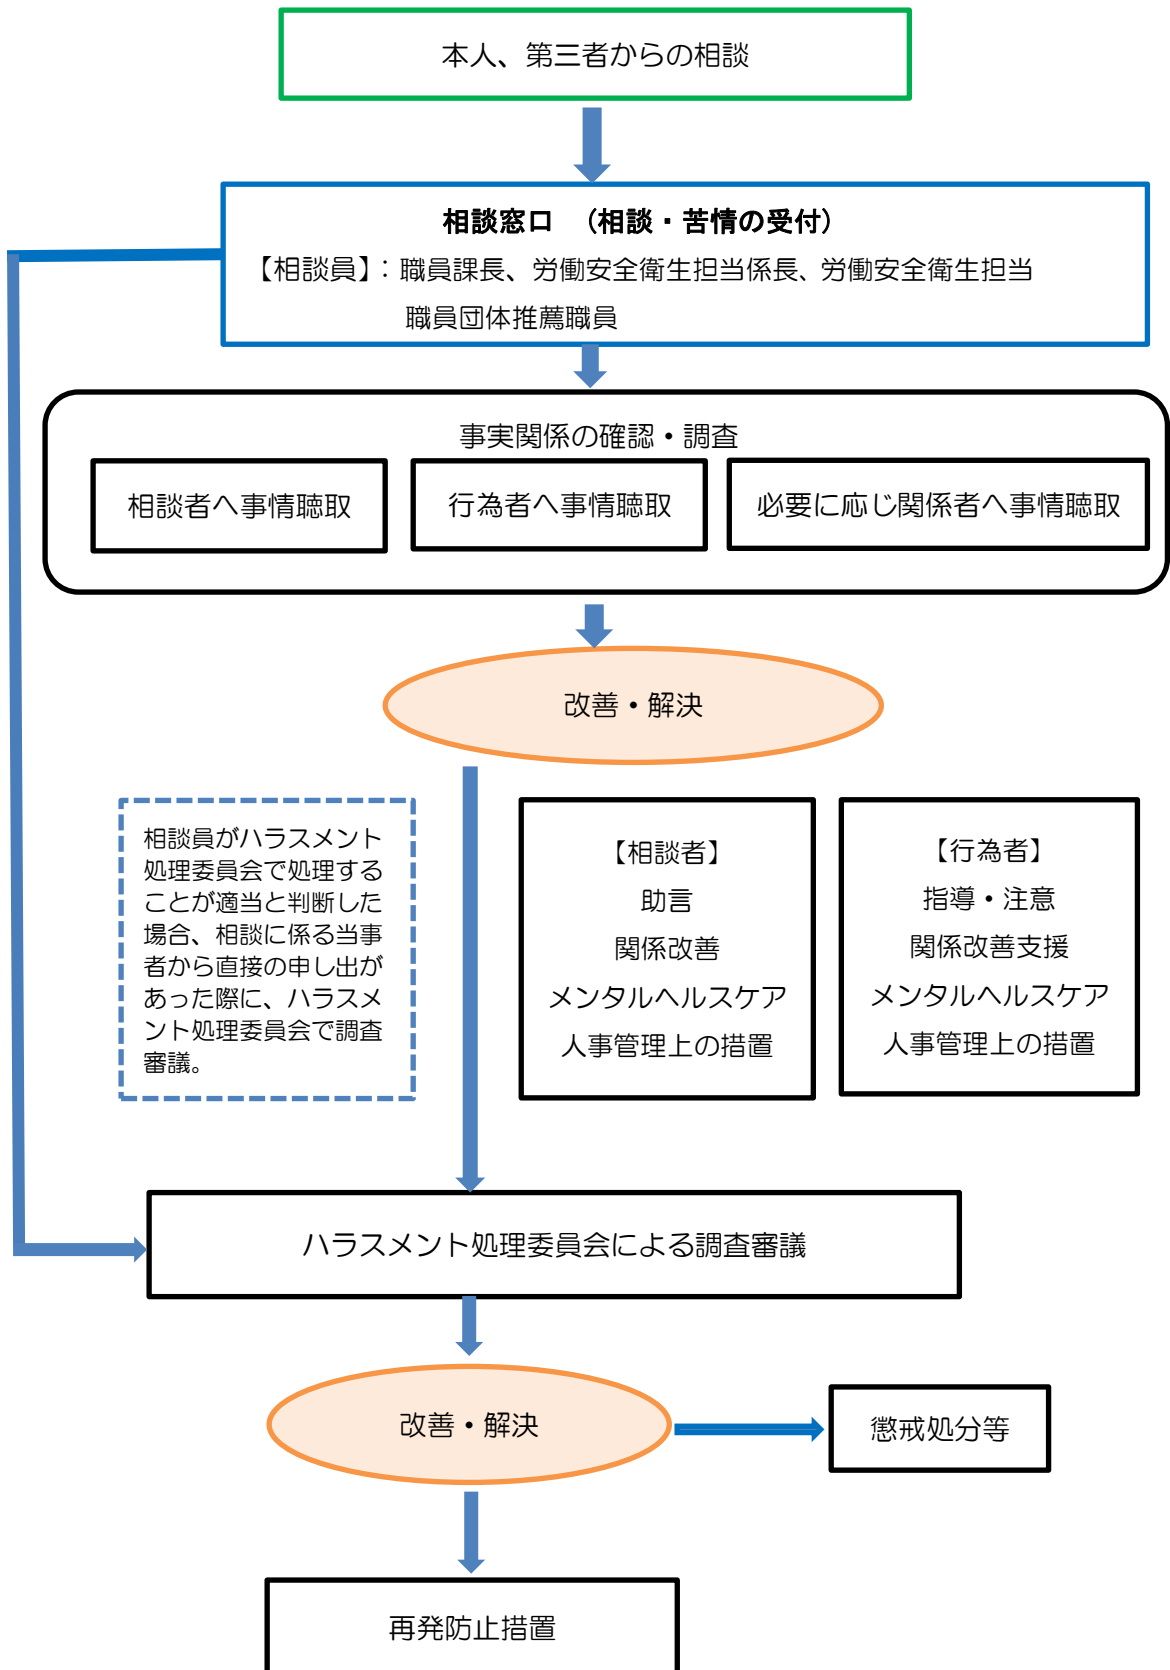 本人、第三者からの相談
相談窓口　（相談・苦情の受付）
【相談員】：職員課長、労働安全衛生担当係長、労働安全衛生担当
職員団体推薦職員
事実関係の確認・調査
相談者へ事情聴取
行為者へ事情聴取
必要に応じ関係者へ事情聴取
改善・解決
相談員がハラスメント
処理委員会で処理する
ことが適当と判断した
場合、相談に係る当事
者から直接の申し出が
あった際に、ハラスメ
ント処理委員会で調査
審議。
【相談者】
助言
関係改善
メンタルヘルスケア
人事管理上の措置
【行為者】
指導・注意
関係改善支援
メンタルヘルスケア
人事管理上の措置
ハラスメント処理委員会による調査審議
改善・解決
懲戒処分等
再発防止措置